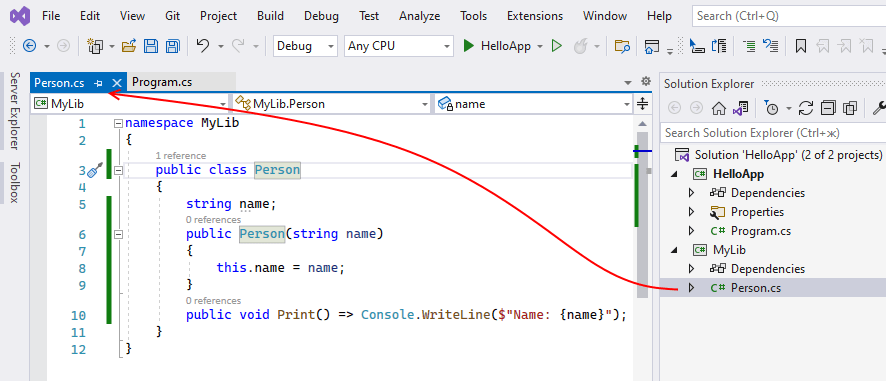 File Edit View Git Project Build Debug Test Analyze Tools Extensions Window Help Search (Ctrl+Q)
Debug Any CPU HelloApp
Server Explorer
Toolbox
Person.cs Program.cs
MyLib MyLib.Person name
1 namespace MyLib
2 {
1 reference
3 public class Person
4 {
5 string name;
0 references
6 public Person(string name)
7 {
8 this.name = name;
9 }
0 references
10 public void Print() => Console.WriteLine($"Name: {name}");
11 }
12 }
Solution Explorer
Search Solution Explorer (Ctrl+ж)
Solution 'HelloApp' (2 of 2 projects)
HelloApp
Dependencies
Properties
C# Program.cs
MyLib
Dependencies
C# Person.cs